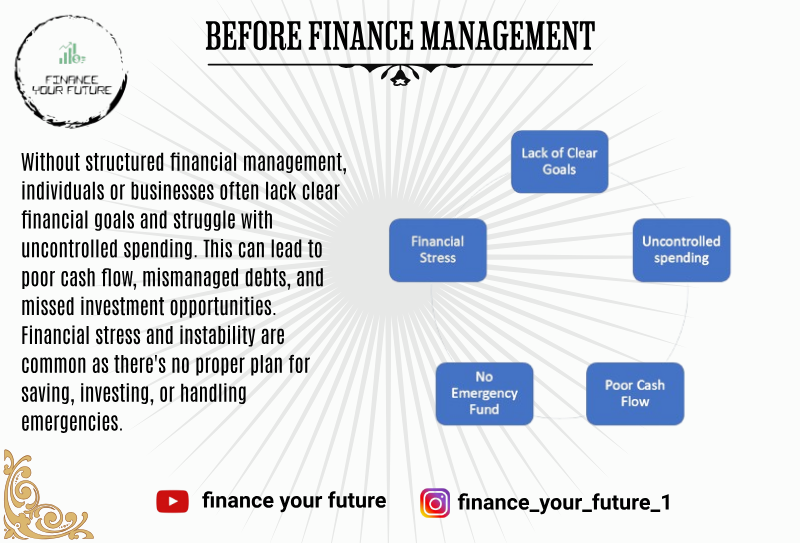 BEFORE FINANCE MANAGEMENT
FINANCE
YOUR FUTURE
Without structured financial management,
individuals or businesses often lack clear
financial goals and struggle with
uncontrolled spending. This can lead to
poor cash flow, mismanaged debts, and
missed investment opportunities.
Financial stress and instability are
common as there's no proper plan for
saving, investing, or handling
emergencies.
Lack of Clear
Goals
Uncontrolled
spending
Poor Cash
Flow
No
Emergency
Fund
Financial
Stress
finance your future
finance_your_future_1